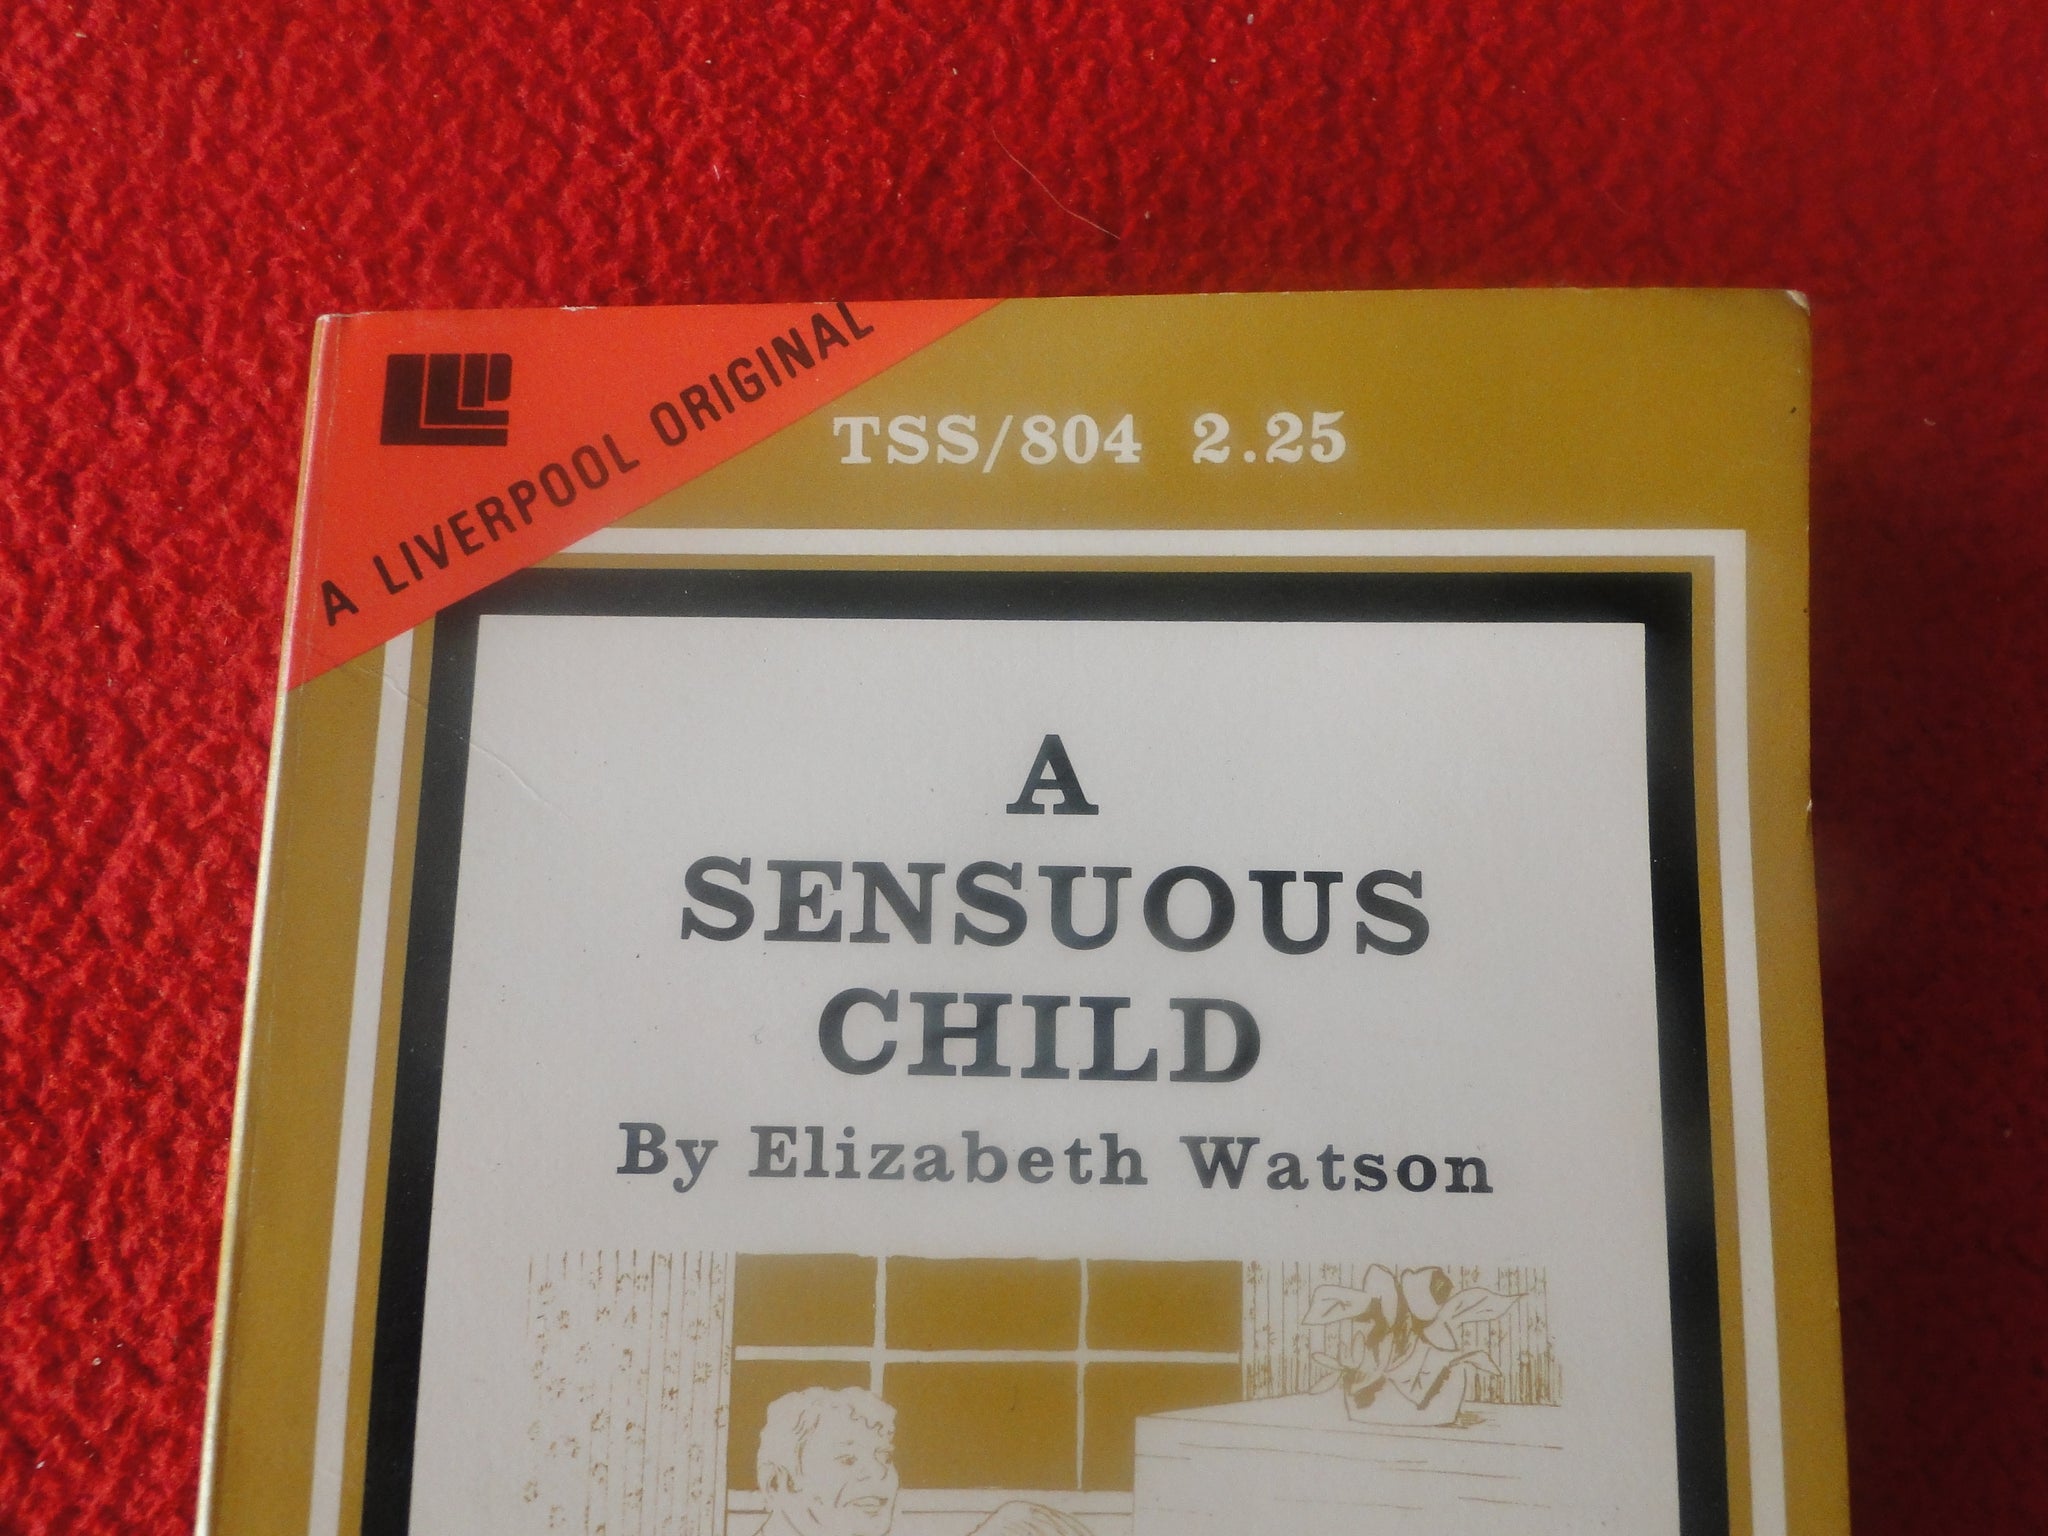 A LIVERPOOL ORIGINAL
TSS/804 2.25
A
SENSUOUS
CHILD
By Elizabeth Watson